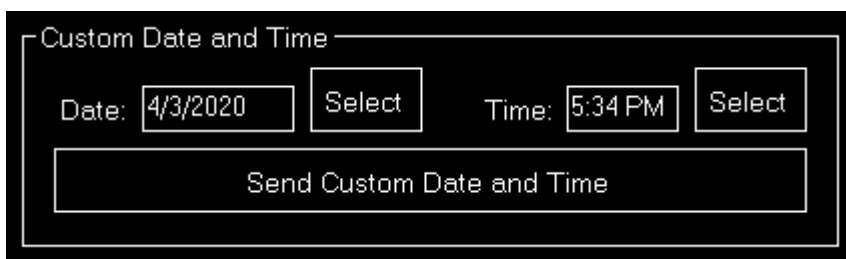 Custom Date and Time
Date: 4/3/2020 Select Time: 5:34 PM Select
Send Custom Date and Time